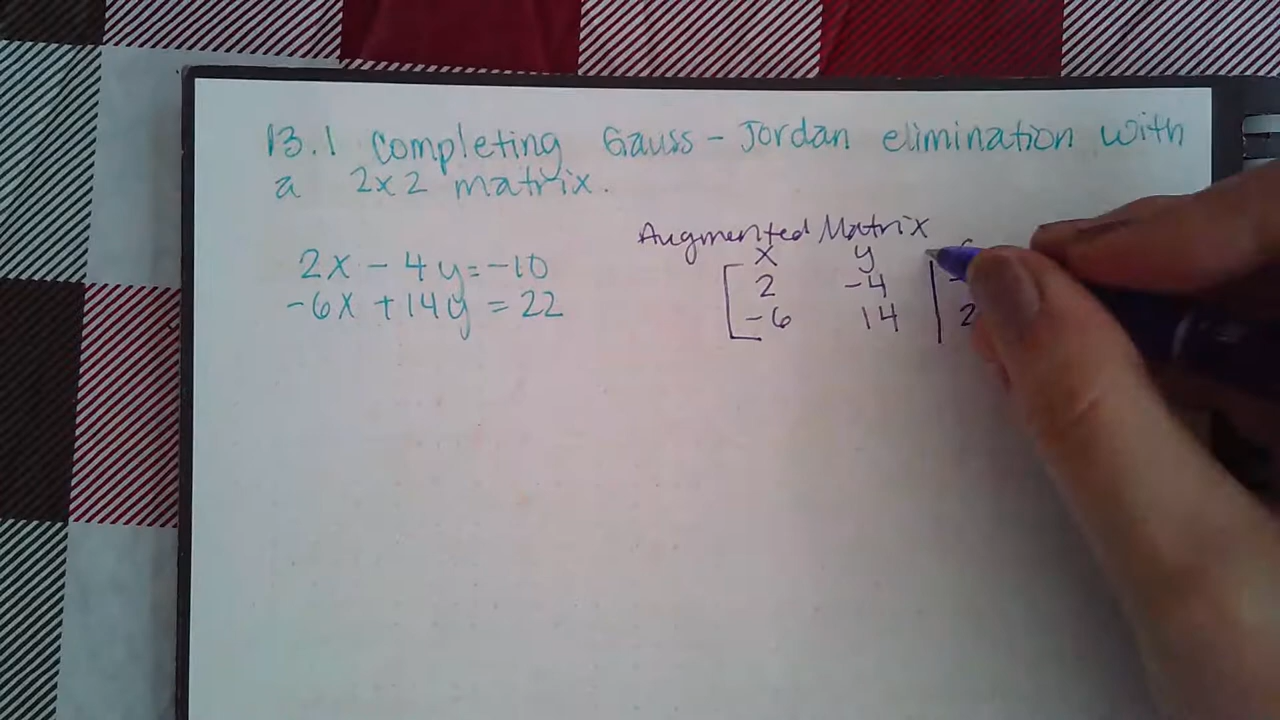 13.1 Completing Gauss-Jordan elimination with
a 2x2 matrix.
Augmented Matrix
x y
2x - 4y = -10
-6x + 14y = 22
2 -4
-6 14